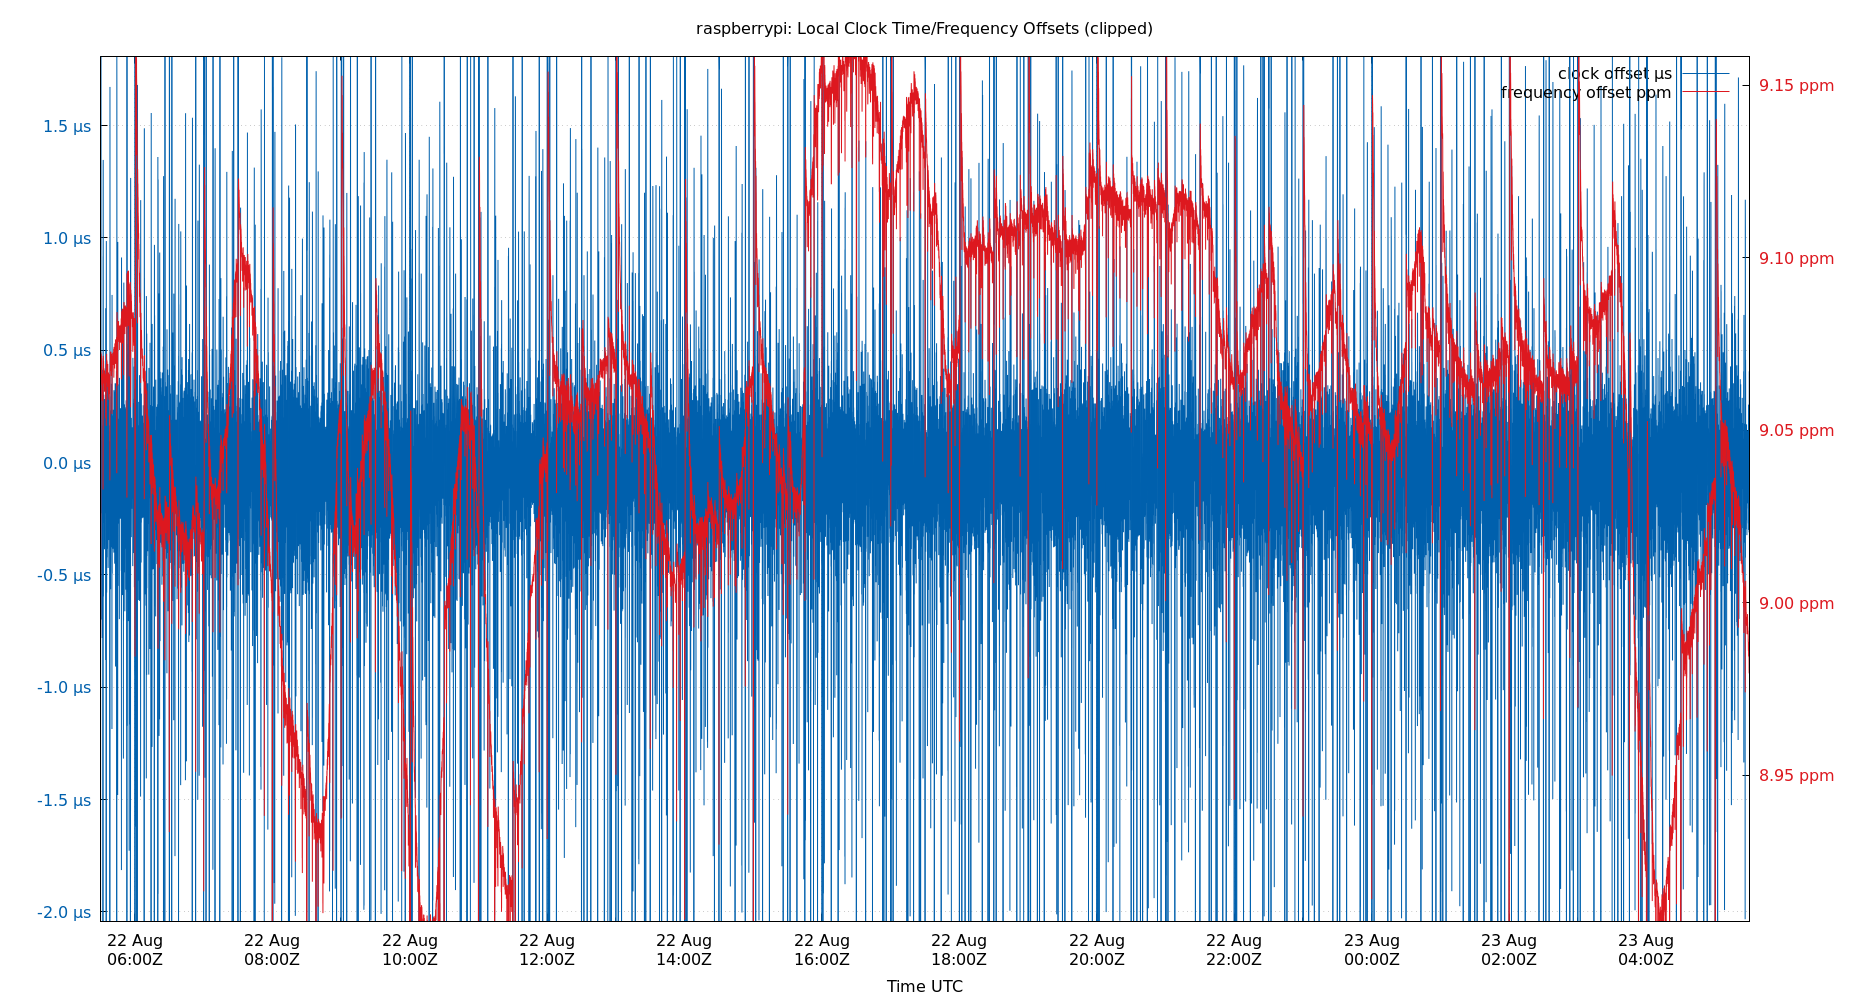 raspberrypi: Local Clock Time/Frequency Offsets (clipped)
clock offset µs
frequency offset ppm
1.5 µs
1.0 µs
0.5 µs
0.0 µs
-0.5 µs
-1.0 µs
-1.5 µs
-2.0 µs
9.15 ppm
9.10 ppm
9.05 ppm
9.00 ppm
8.95 ppm
22 Aug
06:00Z
22 Aug
08:00Z
22 Aug
10:00Z
22 Aug
12:00Z
22 Aug
14:00Z
22 Aug
16:00Z
22 Aug
18:00Z
22 Aug
20:00Z
22 Aug
22:00Z
23 Aug
00:00Z
23 Aug
02:00Z
23 Aug
04:00Z
Time UTC